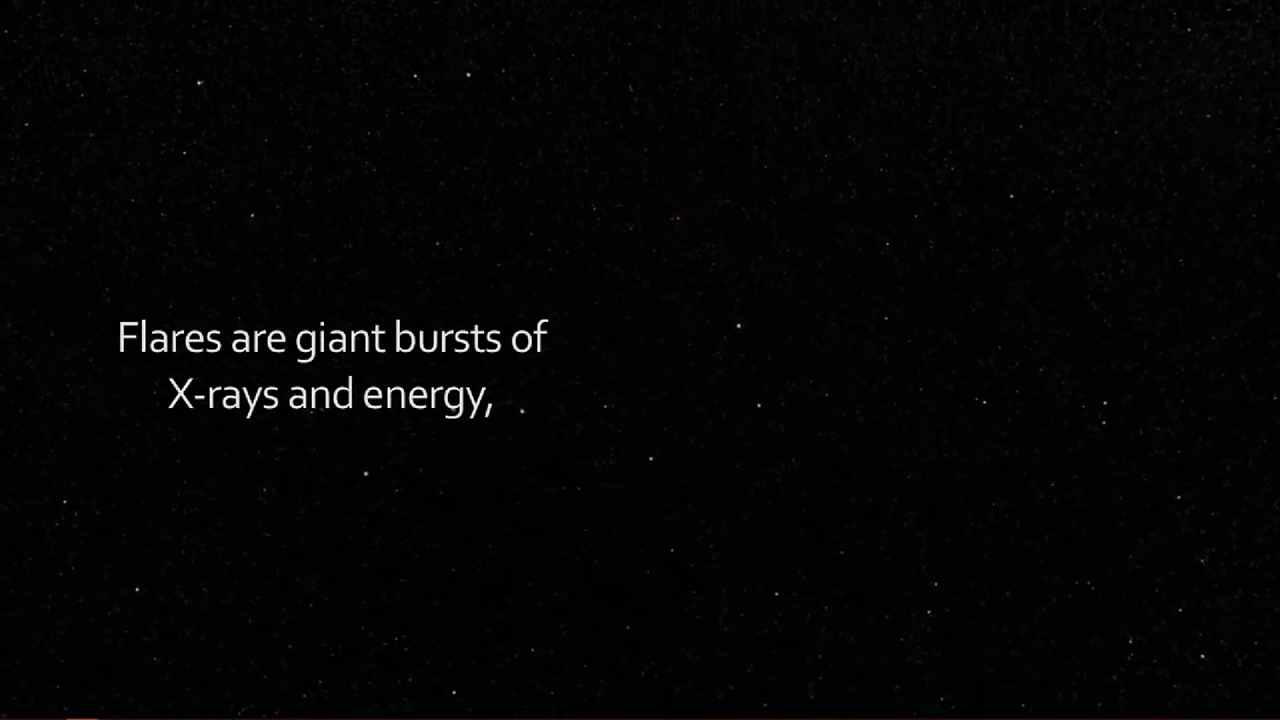 Flares are giant bursts of
X-rays and energy,